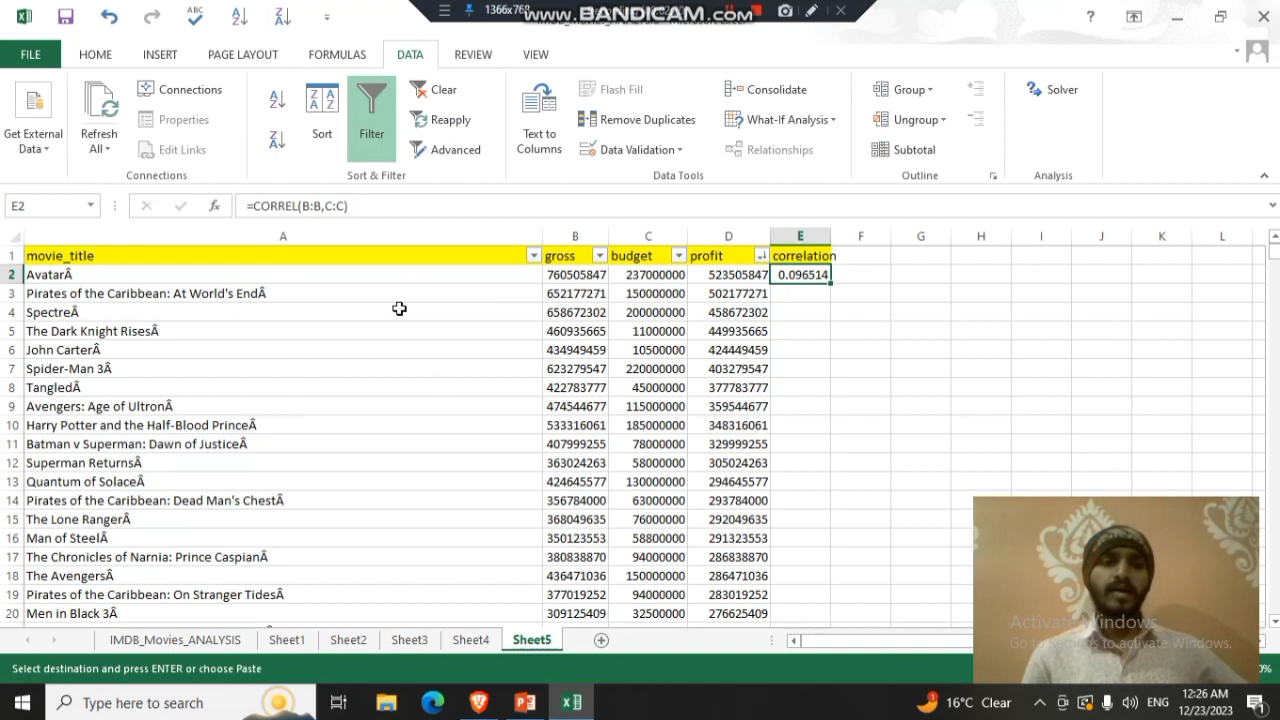 1366x768
www.BANDICAM.com
FILE HOME INSERT PAGE LAYOUT FORMULAS DATA REVIEW VIEW
Get External Data
Refresh All
Connections
Properties
Edit Links
Connections
Sort
Filter
Clear
Reapply
Advanced
Sort & Filter
Text to Columns
Flash Fill
Remove Duplicates
Data Validation
Consolidate
What-If Analysis
Relationships
Data Tools
Group
Ungroup
Subtotal
Outline
Solver
Analysis
E2 fx =CORREL(B:B,C:C)
A B C D E F G H I J K L
1 movie_title gross budget profit correlation
2 AvatarÂ 760505847 237000000 523505847 0.096514
3 Pirates of the Caribbean: At World's EndÂ 652177271 150000000 502177271
4 SpectreÂ 658672302 200000000 458672302
5 The Dark Knight RisesÂ 460935665 11000000 449935665
6 John CarterÂ 434949459 10500000 424449459
7 Spider-Man 3Â 623279547 220000000 403279547
8 TangledÂ 422783777 45000000 377783777
9 Avengers: Age of UltronÂ 474544677 115000000 359544677
10 Harry Potter and the Half-Blood PrinceÂ 533316061 185000000 348316061
11 Batman v Superman: Dawn of JusticeÂ 407999255 78000000 329999255
12 Superman ReturnsÂ 363024263 58000000 305024263
13 Quantum of SolaceÂ 424645577 130000000 294645577
14 Pirates of the Caribbean: Dead Man's ChestÂ 356784000 63000000 293784000
15 The Lone RangerÂ 368049635 76000000 292049635
16 Man of SteelÂ 350123553 58800000 291323553
17 The Chronicles of Narnia: Prince CaspianÂ 380838870 94000000 286838870
18 The AvengersÂ 436471036 150000000 286471036
19 Pirates of the Caribbean: On Stranger TidesÂ 377019252 94000000 283019252
20 Men in Black 3Â 309125409 32500000 276625409
Activate Windows
Go to Settings to activate Windows.
IMDB_Movies_ANALYSIS Sheet1 Sheet2 Sheet3 Sheet4 Sheet5
Select destination and press ENTER or choose Paste
Type here to search
16°C Clear
ENG
12:26 AM
12/23/2023